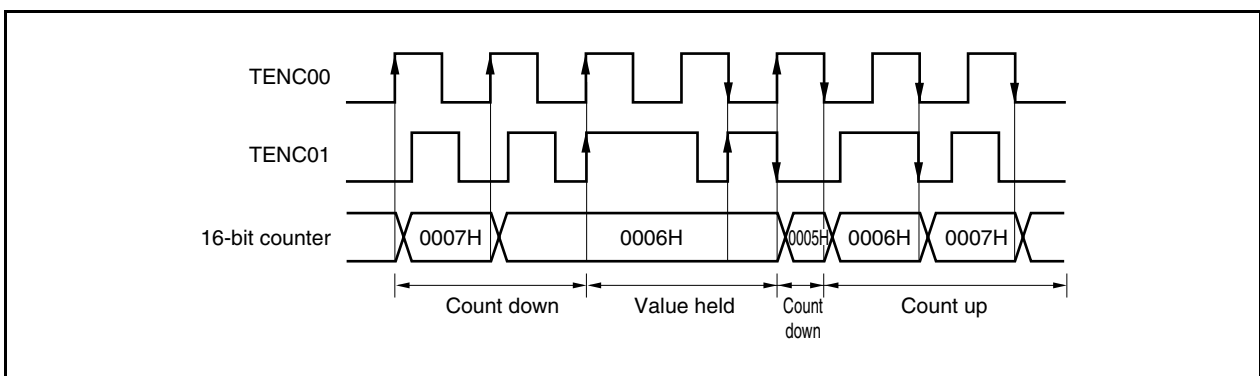 TENC00
TENC01
16-bit counter
0007H
0006H
0005H
0006H
0007H
Count down
Value held
Count
down
Count up